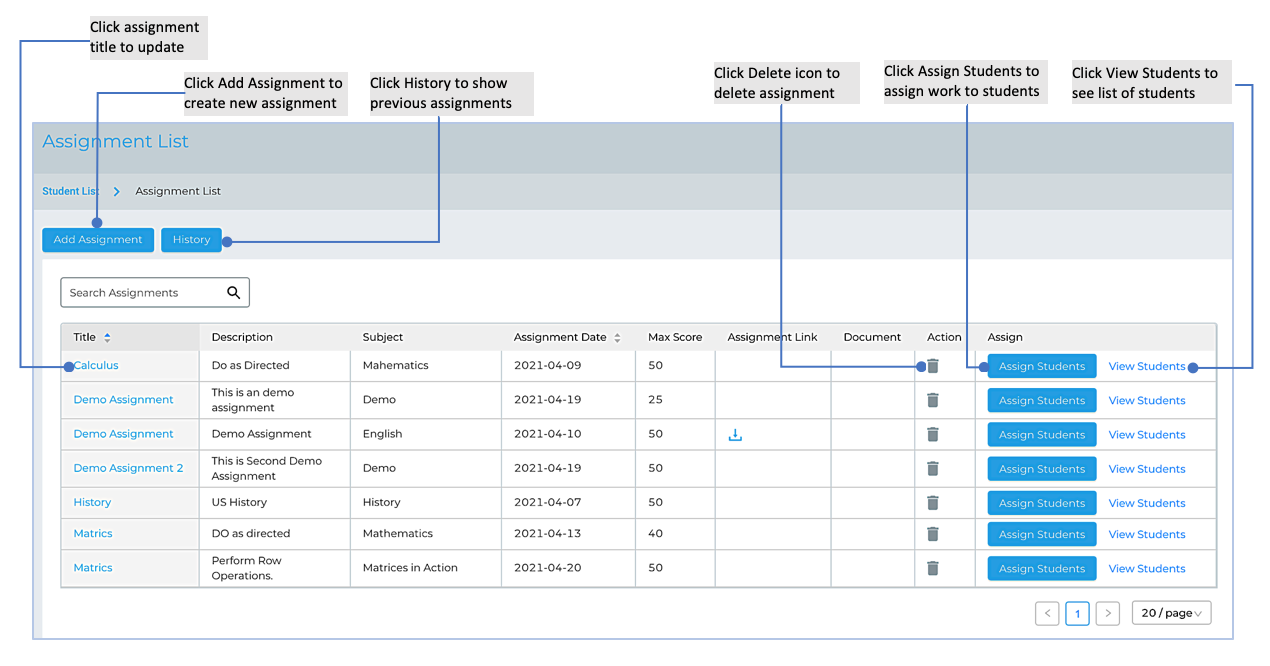 Click assignment
title to update
Click Add Assignment to
create new assignment
Click History to show
previous assignments
Click Delete icon to
delete assignment
Click Assign Students to
assign work to students
Click View Students to
see list of students
Assignment List
Student List > Assignment List
Add Assignment History
Search Assignments
Title Description Subject Assignment Date Max Score Assignment Link Document Action Assign
Calculus Do as Directed Mahematics 2021-04-09 50 Assign Students View Students
Demo Assignment This is an demo
assignment Demo 2021-04-19 25 Assign Students View Students
Demo Assignment Demo Assignment English 2021-04-10 50 Assign Students View Students
Demo Assignment 2 This is Second Demo
Assignment Demo 2021-04-19 50 Assign Students View Students
History US History History 2021-04-07 50 Assign Students View Students
Matrics DO as directed Mathematics 2021-04-13 40 Assign Students View Students
Matrics Perform Row
Operations. Matrices in Action 2021-04-20 50 Assign Students View Students
< 1 > 20 / page